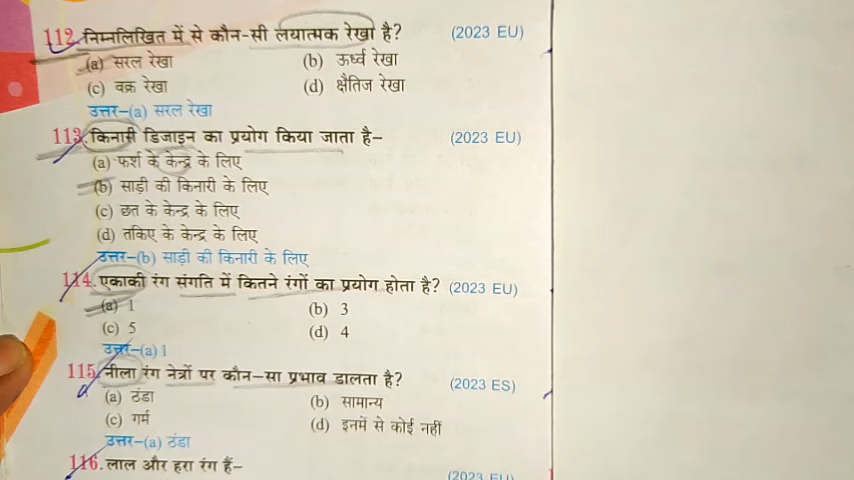 112. निम्नलिखित में से कौन-सी लयात्मक रेखा है? (2023 EU)
(a) सरल रेखा (b) ऊर्ध्व रेखा
(c) वक्र रेखा (d) क्षैतिज रेखा
उत्तर–(a) सरल रेखा
113. किनारी डिजाइन का प्रयोग किया जाता है– (2023 EU)
(a) फर्श के केन्द्र के लिए
(b) साड़ी की किनारी के लिए
(c) छत के केन्द्र के लिए
(d) तकिए के केन्द्र के लिए
उत्तर–(b) साड़ी की किनारी के लिए
114. एकाकी रंग संगति में कितने रंगों का प्रयोग होता है? (2023 EU)
(a) 1 (b) 3
(c) 5 (d) 4
उत्तर–(a) 1
115. नीला रंग नेत्रों पर कौन-सा प्रभाव डालता है? (2023 ES)
(a) ठंडा (b) सामान्य
(c) गर्म (d) इनमें से कोई नहीं
उत्तर–(a) ठंडा
116. लाल और हरा रंग हैं–
(2023 EU)